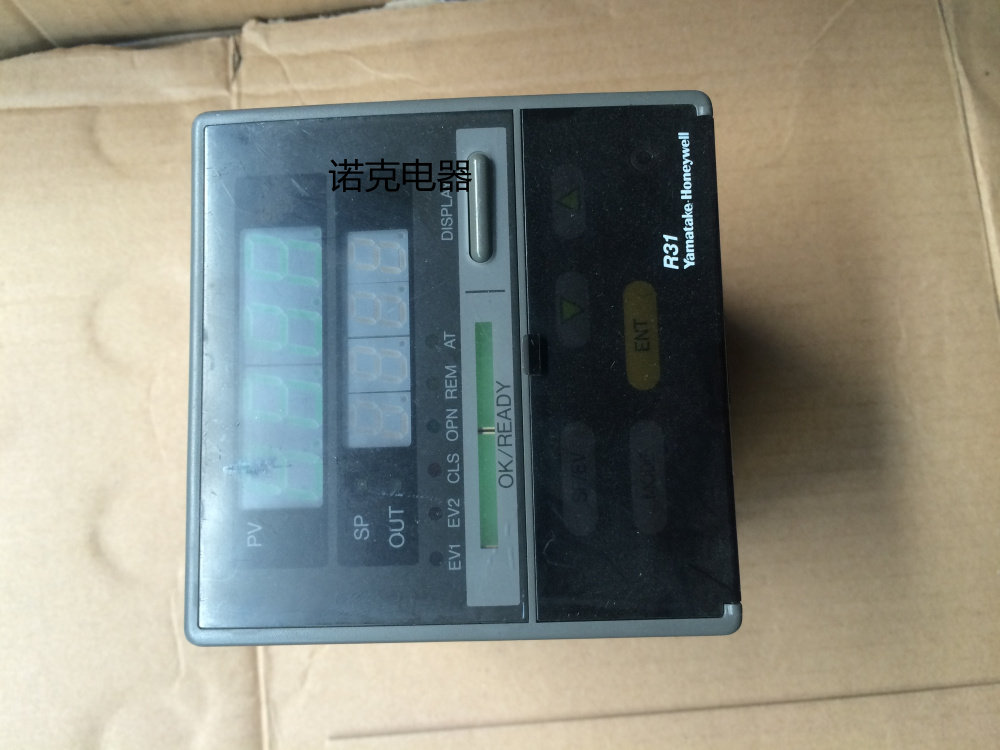 诺克电器
PV
SP
OUT
EV1 EV2 CLS OPN REM AT
DISPLA
OK/READY
ENT
R31
Yamatake-Honeywell